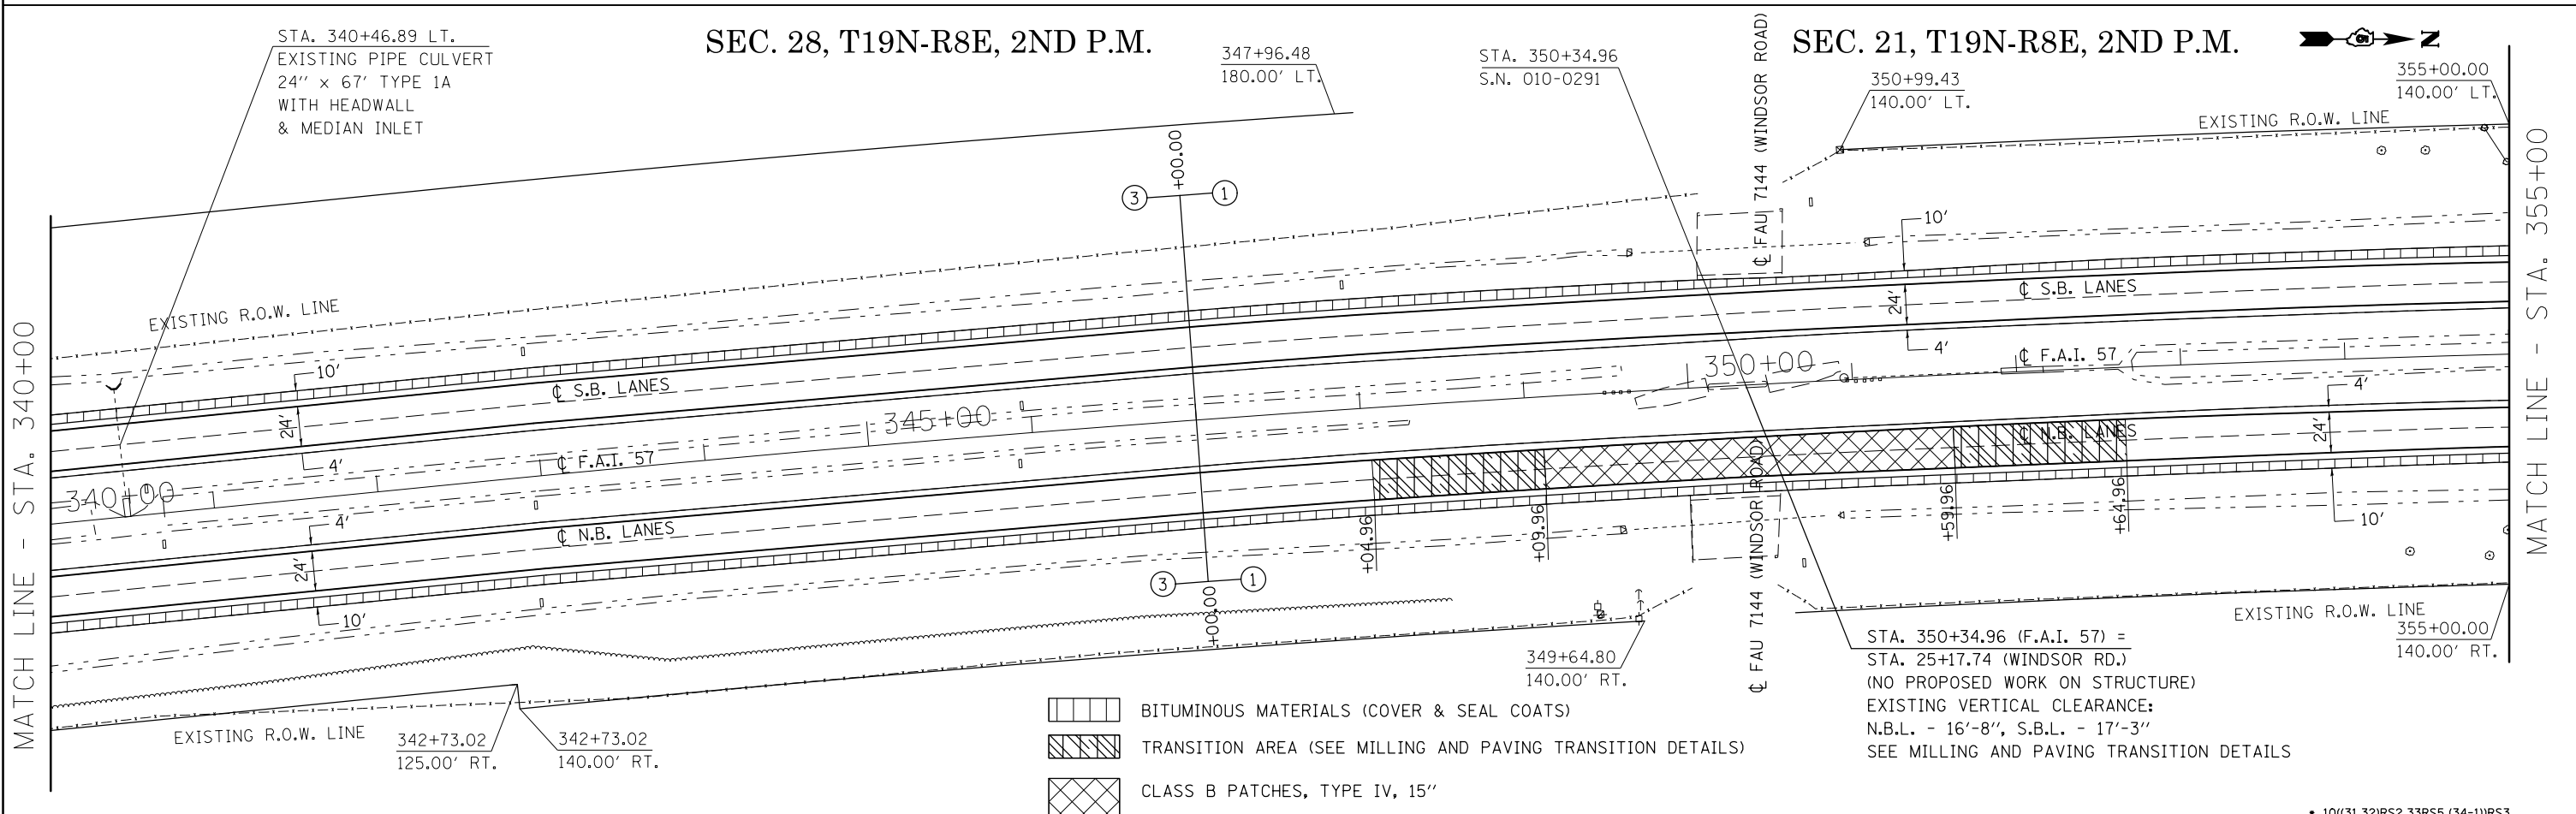 STA. 340+46.89 LT.
EXISTING PIPE CULVERT
24'' x 67' TYPE 1A
WITH HEADWALL
& MEDIAN INLET
SEC. 28, T19N-R8E, 2ND P.M.
347+96.48
180.00' LT.
STA. 350+34.96
S.N. 010-0291
℄ FAU 7144 (WINDSOR ROAD)
SEC. 21, T19N-R8E, 2ND P.M.
N
350+99.43
140.00' LT.
355+00.00
140.00' LT.
EXISTING R.O.W. LINE
MATCH LINE - STA. 340+00
MATCH LINE - STA. 355+00
+00.00
3
1
EXISTING R.O.W. LINE
10'
24'
4'
℄ S.B. LANES
10'
24'
4'
℄ S.B. LANES
340+00
℄ F.A.I. 57
345+00
350+00
℄ F.A.I. 57
4'
24'
10'
℄ N.B. LANES
℄ N.B. LANES
4'
24'
10'
+04.96
+09.96
+59.96
+64.96
3
1
+00.00
℄ FAU 7144 (WINDSOR ROAD)
EXISTING R.O.W. LINE
342+73.02
125.00' RT.
342+73.02
140.00' RT.
349+64.80
140.00' RT.
EXISTING R.O.W. LINE
355+00.00
140.00' RT.
STA. 350+34.96 (F.A.I. 57) =
STA. 25+17.74 (WINDSOR RD.)
(NO PROPOSED WORK ON STRUCTURE)
EXISTING VERTICAL CLEARANCE:
N.B.L. - 16'-8'', S.B.L. - 17'-3''
SEE MILLING AND PAVING TRANSITION DETAILS
BITUMINOUS MATERIALS (COVER & SEAL COATS)
TRANSITION AREA (SEE MILLING AND PAVING TRANSITION DETAILS)
CLASS B PATCHES, TYPE IV, 15''